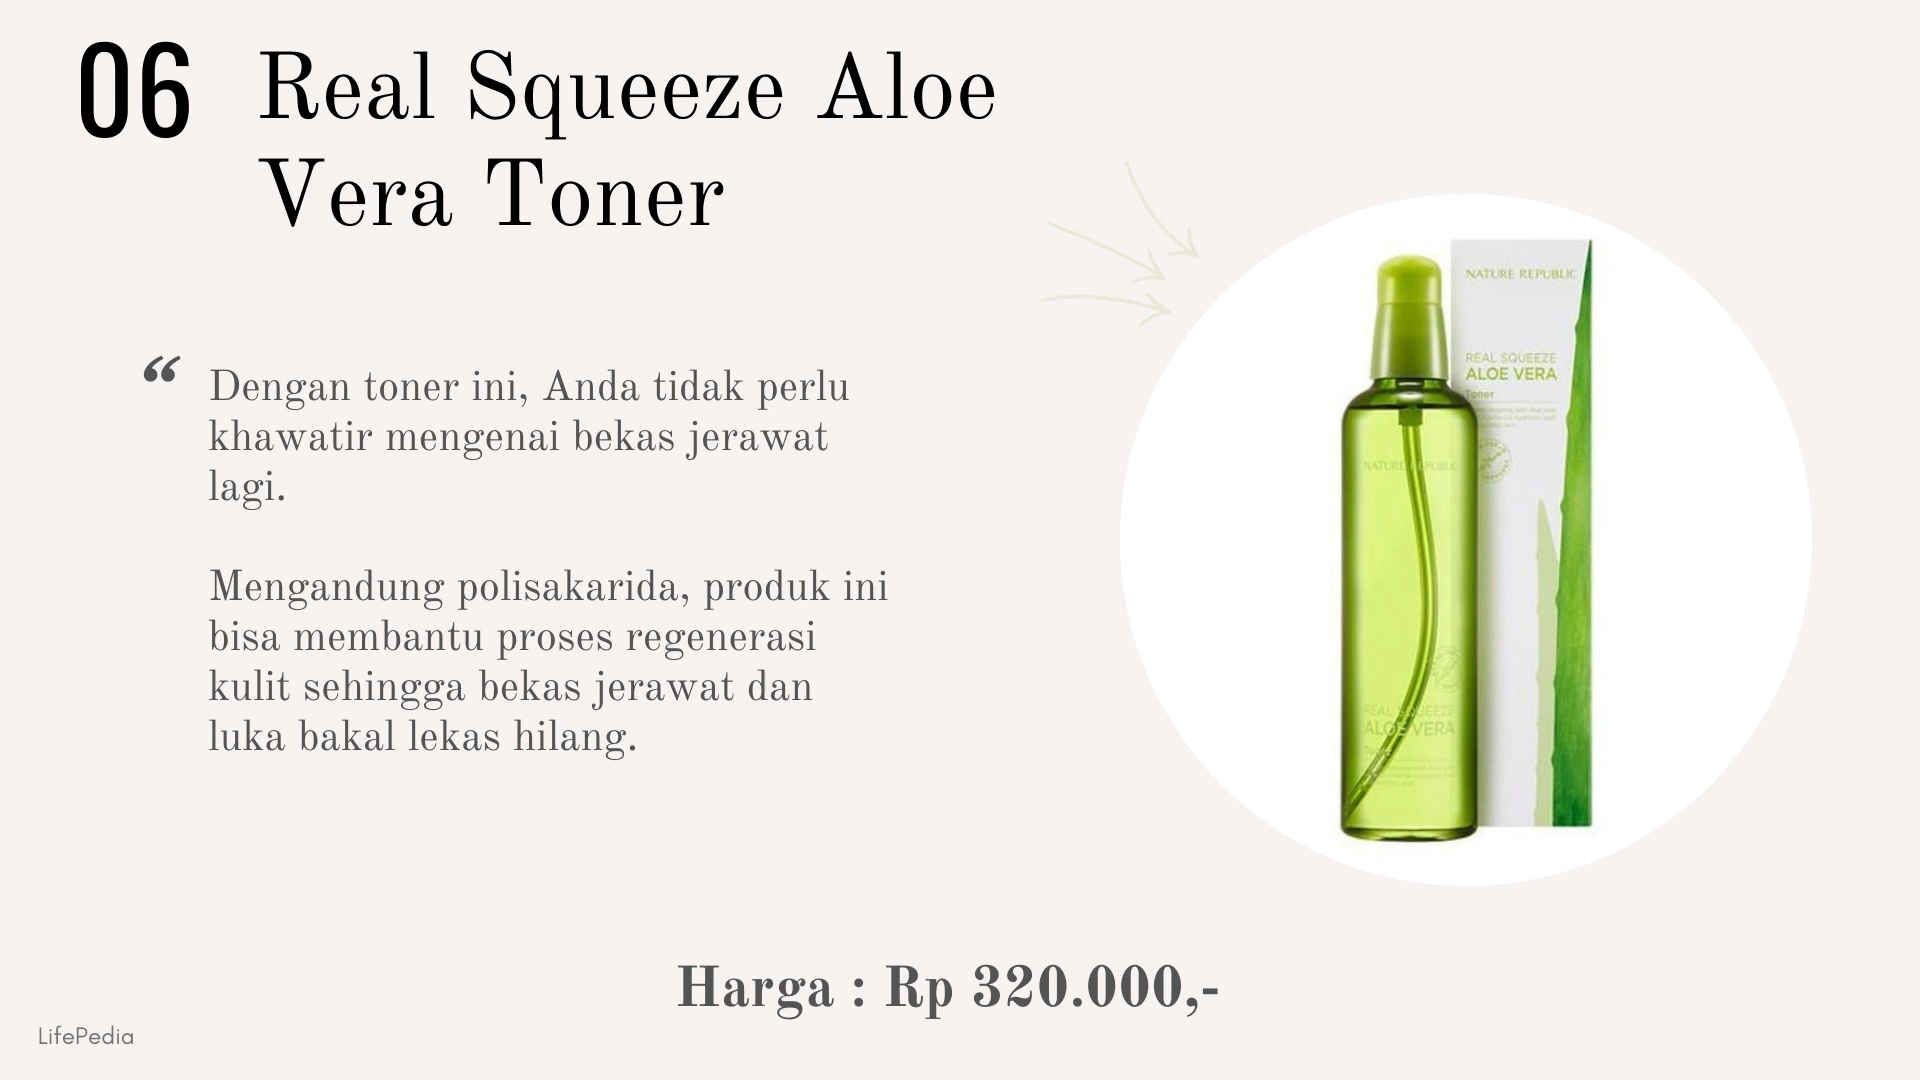 06
Real Squeeze Aloe
Vera Toner
“
Dengan toner ini, Anda tidak perlu
khawatir mengenai bekas jerawat
lagi.
Mengandung polisakarida, produk ini
bisa membantu proses regenerasi
kulit sehingga bekas jerawat dan
luka bakal lekas hilang.
NATURE REPUBLIC
REAL SQUEEZE
ALOE VERA
Toner
NATURE REPUBLIC
REAL SQUEEZE
ALOE VERA
Harga : Rp 320.000,-
LifePedia